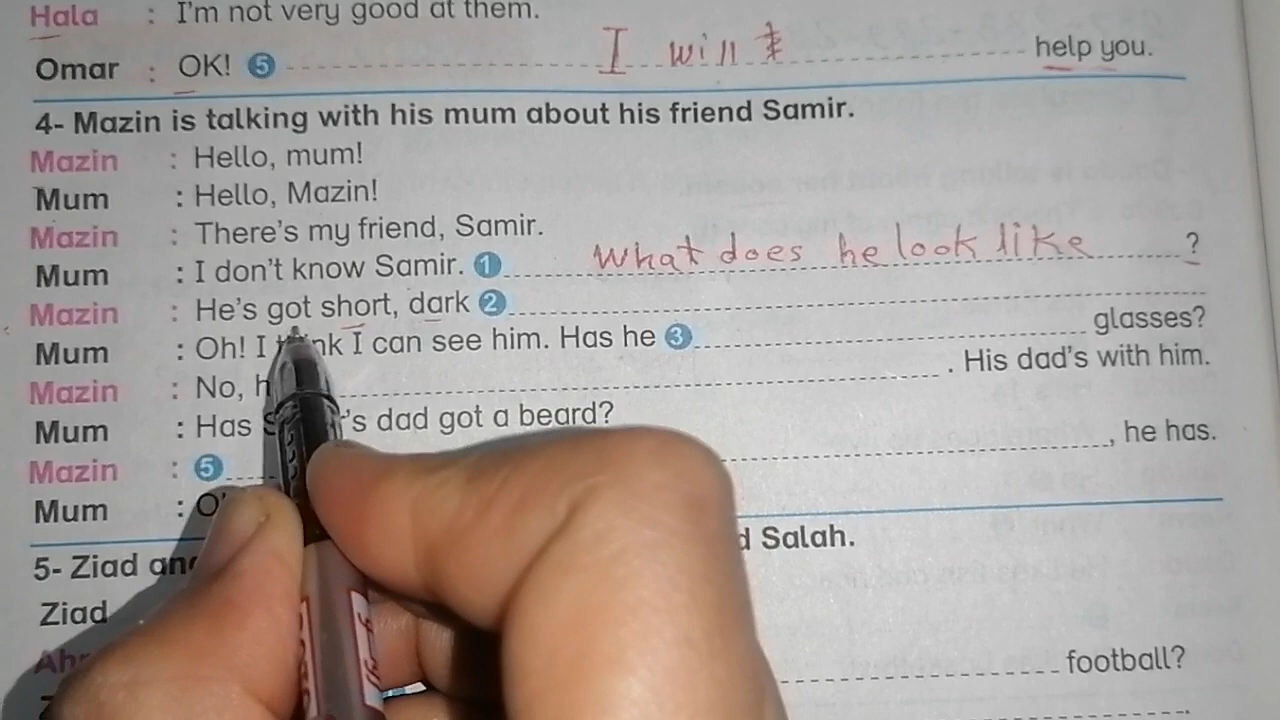 Hala : I'm not very good at them.
Omar : OK! 5 I will help you.
4- Mazin is talking with his mum about his friend Samir.
Mazin : Hello, mum!
Mum : Hello, Mazin!
Mazin : There's my friend, Samir.
Mum : I don't know Samir. 1 What does he look like ?
Mazin : He's got short, dark 2
Mum : Oh! I can see him. Has he 3 glasses?
Mazin : No, . His dad's with him.
Mum : Has dad got a beard?
Mazin : 5 , he has.
Mum :
5- Ziad Salah.
Ziad
football?